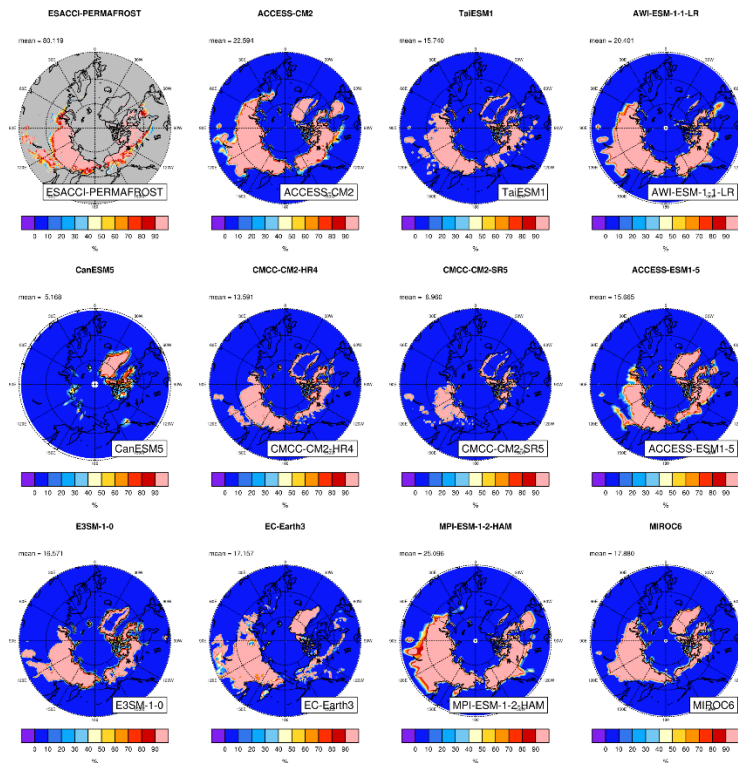 ESACCI-PERMAFROST ACCESS-CM2 TaiESM1 AWI-ESM-1-1-LR
mean = 80.119 mean = 22.594 mean = 15.740 mean = 20.401
ESACCI-PERMAFROST ACCESS-CM2 TaiESM1 AWI-ESM-1-1-LR
0 10 20 30 40 50 60 70 80 90 0 10 20 30 40 50 60 70 80 90 0 10 20 30 40 50 60 70 80 90 0 10 20 30 40 50 60 70 80 90
% % % %
CanESM5 CMCC-CM2-HR4 CMCC-CM2-SR5 ACCESS-ESM1-5
mean = 5.168 mean = 13.591 mean = 6.960 mean = 15.665
CanESM5 CMCC-CM2-HR4 CMCC-CM2-SR5 ACCESS-ESM1-5
0 10 20 30 40 50 60 70 80 90 0 10 20 30 40 50 60 70 80 90 0 10 20 30 40 50 60 70 80 90 0 10 20 30 40 50 60 70 80 90
% % % %
E3SM-1-0 EC-Earth3 MPI-ESM-1-2-HAM MIROC6
mean = 16.571 mean = 17.157 mean = 25.096 mean = 17.880
E3SM-1-0 EC-Earth3 MPI-ESM-1-2-HAM MIROC6
0 10 20 30 40 50 60 70 80 90 0 10 20 30 40 50 60 70 80 90 0 10 20 30 40 50 60 70 80 90 0 10 20 30 40 50 60 70 80 90
% % % %